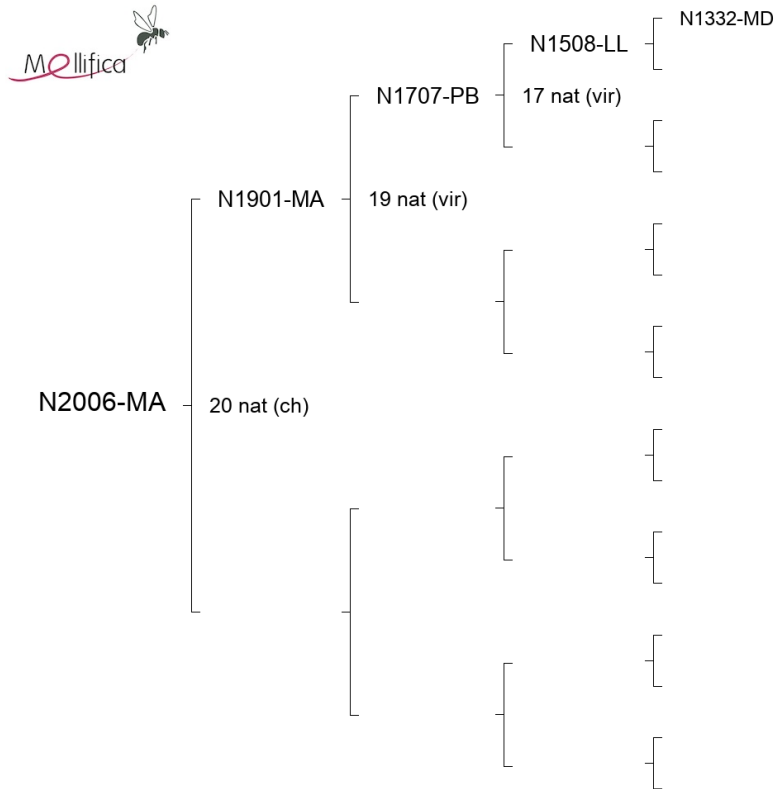 Mellifica
N1332-MD
N1508-LL
N1707-PB
17 nat (vir)
N1901-MA
19 nat (vir)
N2006-MA
20 nat (ch)